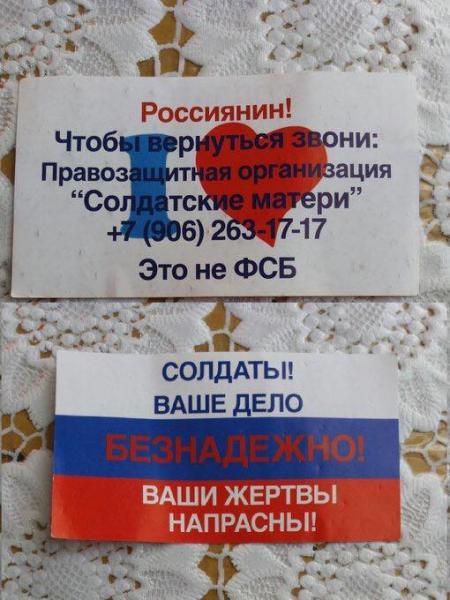 Россиянин!
Чтобы вернуться звони:
Правозащитная организация
“Солдатские матери”
+7 (906) 263-17-17
Это не ФСБ
СОЛДАТЫ!
ВАШЕ ДЕЛО
БЕЗНАДЕЖНО!
ВАШИ ЖЕРТВЫ
НАПРАСНЫ!